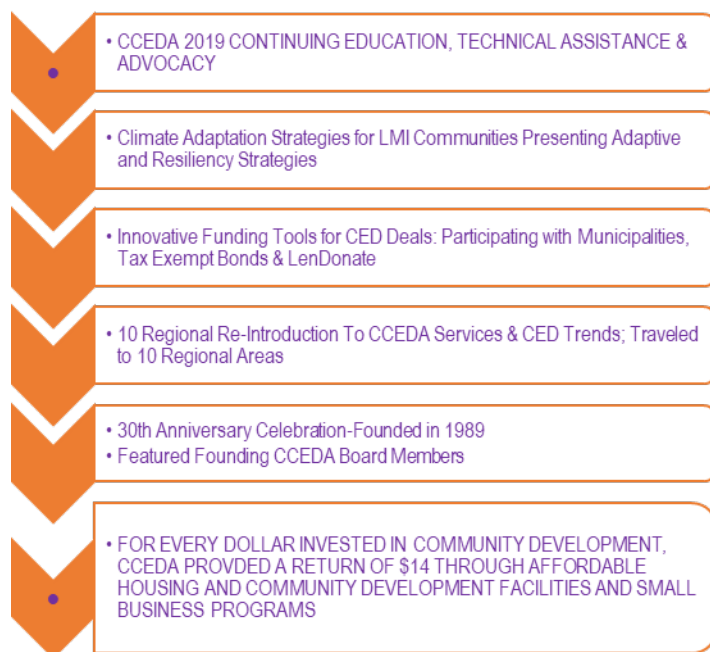 • CCEDA 2019 CONTINUING EDUCATION, TECHNICAL ASSISTANCE &
ADVOCACY
• Climate Adaptation Strategies for LMI Communities Presenting Adaptive
and Resiliency Strategies
• Innovative Funding Tools for CED Deals: Participating with Municipalities,
Tax Exempt Bonds & LenDonate
• 10 Regional Re-Introduction To CCEDA Services & CED Trends; Traveled
to 10 Regional Areas
• 30th Anniversary Celebration-Founded in 1989
• Featured Founding CCEDA Board Members
• FOR EVERY DOLLAR INVESTED IN COMMUNITY DEVELOPMENT,
CCEDA PROVDED A RETURN OF $14 THROUGH AFFORDABLE
HOUSING AND COMMUNITY DEVELOPMENT FACILITIES AND SMALL
BUSINESS PROGRAMS